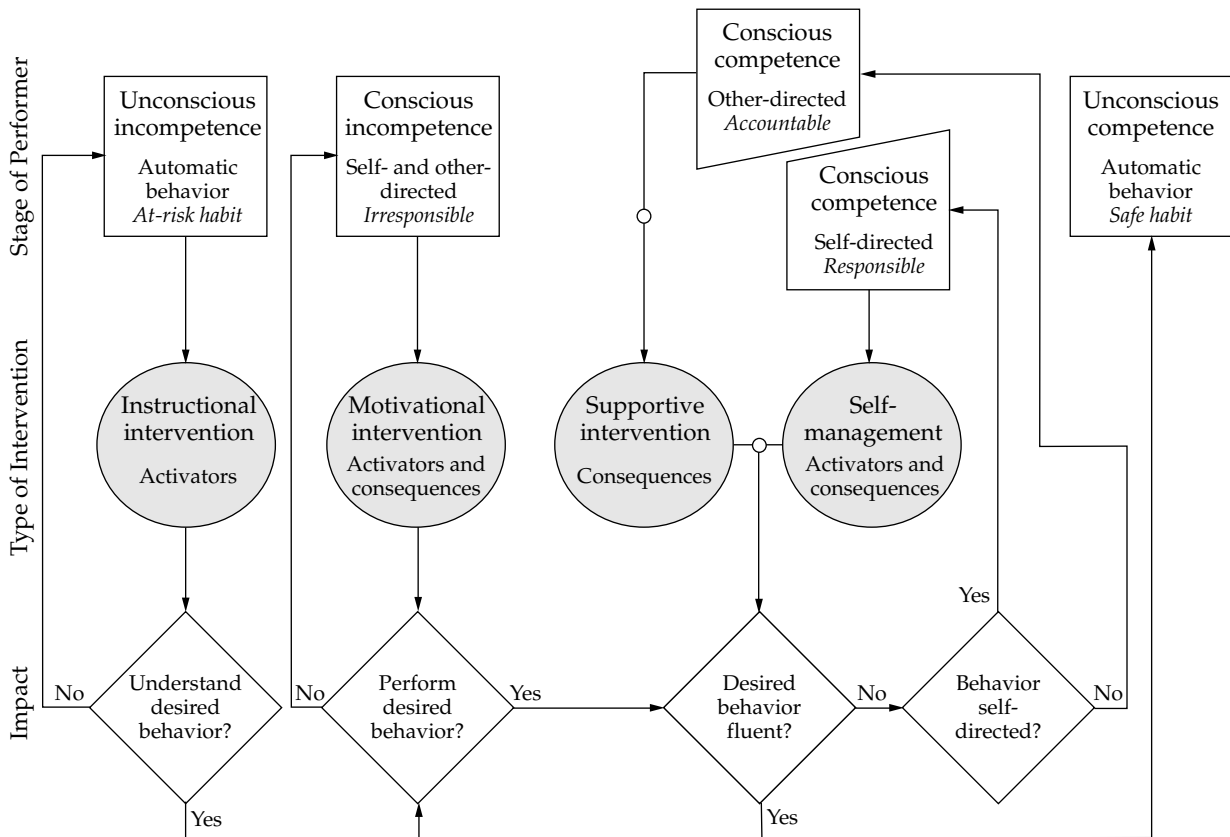 Stage of Performer
Unconscious
incompetence
Automatic
behavior
At-risk habit
Conscious
incompetence
Self- and other-
directed
Irresponsible
Conscious
competence
Other-directed
Accountable
Conscious
competence
Self-directed
Responsible
Unconscious
competence
Automatic
behavior
Safe habit
Type of Intervention
Instructional
intervention
Activators
Motivational
intervention
Activators and
consequences
Supportive
intervention
Consequences
Self-
management
Activators and
consequences
Impact
No
Understand
desired
behavior?
Yes
No
Perform
desired
behavior?
Yes
Desired
behavior
fluent?
No
Yes
Yes
Behavior
self-
directed?
No